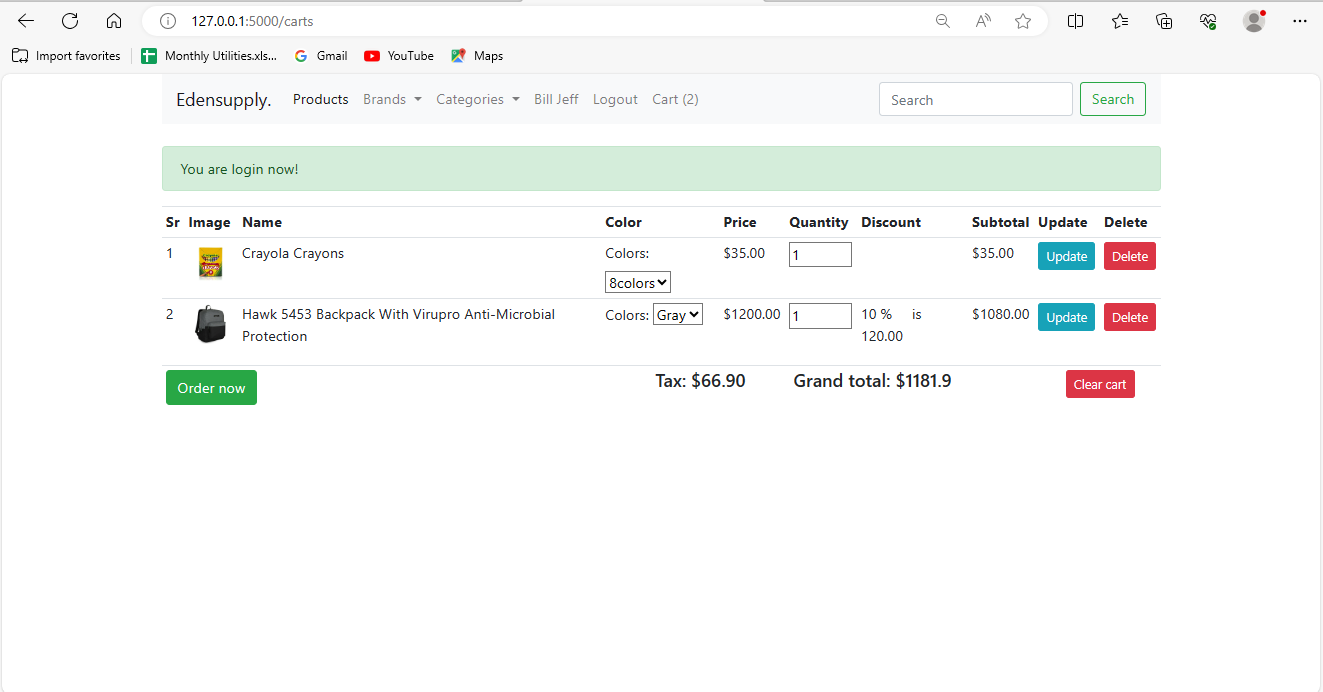 127.0.0.1:5000/carts
Import favorites Monthly Utilities.xls... Gmail YouTube Maps
Edensupply. Products Brands Categories Bill Jeff Logout Cart (2) Search Search
You are login now!
Sr Image Name Color Price Quantity Discount Subtotal Update Delete
1 Crayola Crayons Colors: $35.00 1 $35.00 Update Delete
8colors
2 Hawk 5453 Backpack With Virupro Anti-Microbial Colors: Gray $1200.00 1 10 % is $1080.00 Update Delete
Protection 120.00
Order now Tax: $66.90 Grand total: $1181.9 Clear cart